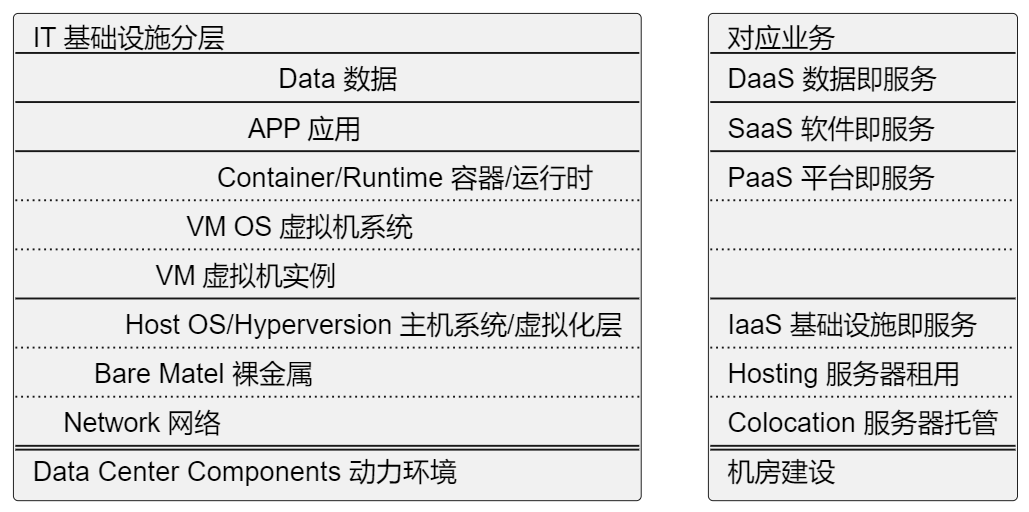 IT 基础设施分层
Data 数据
APP 应用
Container/Runtime 容器/运行时
VM OS 虚拟机系统
VM 虚拟机实例
Host OS/Hyperversion 主机系统/虚拟化层
Bare Matel 裸金属
Network 网络
Data Center Components 动力环境
对应业务
DaaS 数据即服务
SaaS 软件即服务
PaaS 平台即服务
IaaS 基础设施即服务
Hosting 服务器租用
Colocation 服务器托管
机房建设